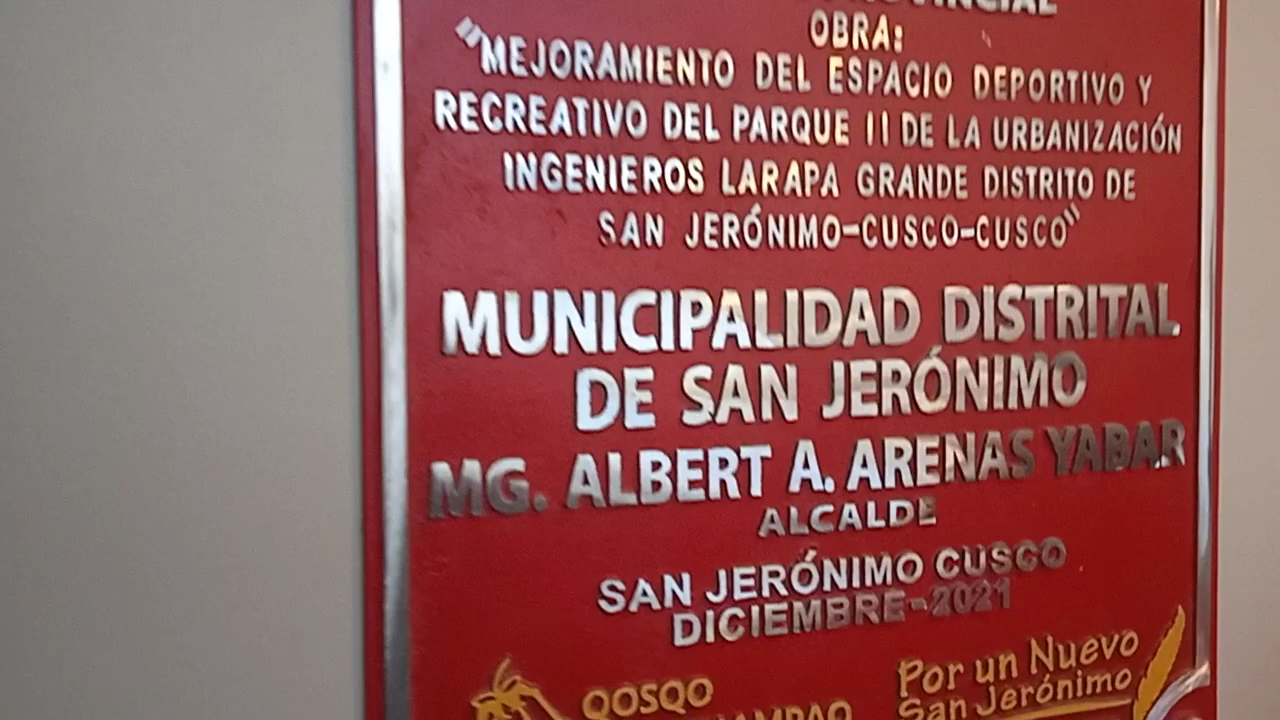 OBRA:
"MEJORAMIENTO DEL ESPACIO DEPORTIVO Y
RECREATIVO DEL PARQUE II DE LA URBANIZACIÓN
INGENIEROS LARAPA GRANDE DISTRITO DE
SAN JERÓNIMO-CUSCO-CUSCO"
MUNICIPALIDAD DISTRITAL
DE SAN JERÓNIMO
MG. ALBERT A. ARENAS YABAR
ALCALDE
SAN JERÓNIMO CUSCO
DICIEMBRE-2021
QOSQO
Por un Nuevo
San Jerónimo